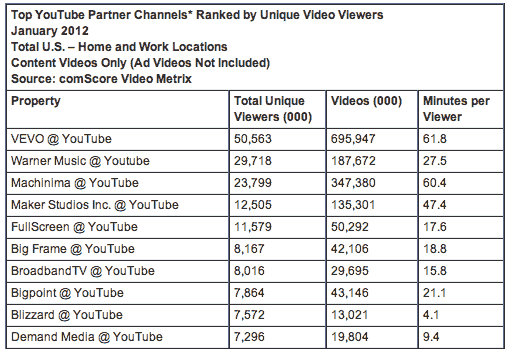 Top YouTube Partner Channels* Ranked by Unique Video Viewers
January 2012
Total U.S. – Home and Work Locations
Content Videos Only (Ad Videos Not Included)
Source: comScore Video Metrix
Property Total Unique Viewers (000) Videos (000) Minutes per Viewer
VEVO @ YouTube 50,563 695,947 61.8
Warner Music @ Youtube 29,718 187,672 27.5
Machinima @ YouTube 23,799 347,380 60.4
Maker Studios Inc. @ YouTube 12,505 135,301 47.4
FullScreen @ YouTube 11,579 50,292 17.6
Big Frame @ YouTube 8,167 42,106 18.8
BroadbandTV @ YouTube 8,016 29,695 15.8
Bigpoint @ YouTube 7,864 43,146 21.1
Blizzard @ YouTube 7,572 13,021 4.1
Demand Media @ YouTube 7,296 19,804 9.4